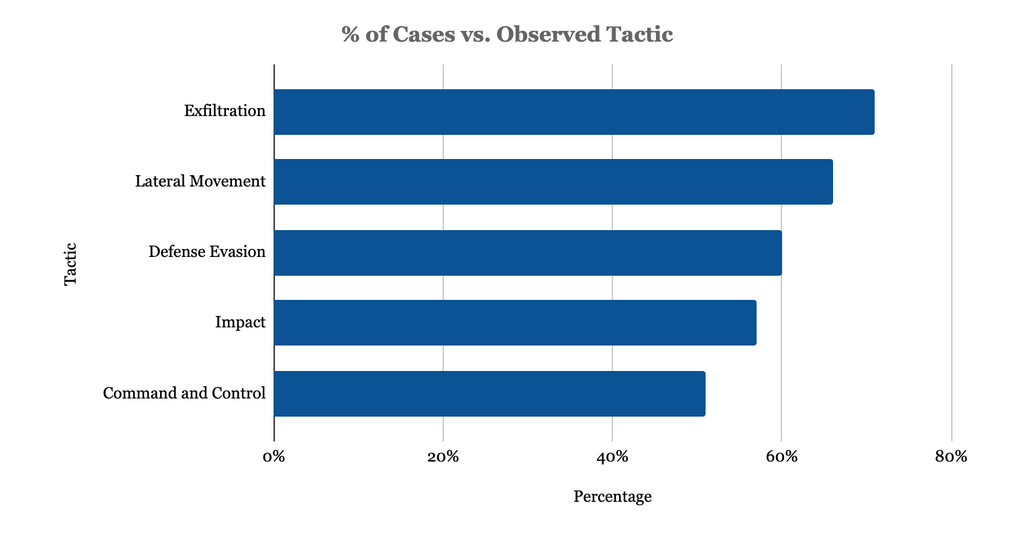 % of Cases vs. Observed Tactic
Exfiltration
Lateral Movement
Defense Evasion
Impact
Command and Control
Tactic
0%
20%
40%
60%
80%
Percentage